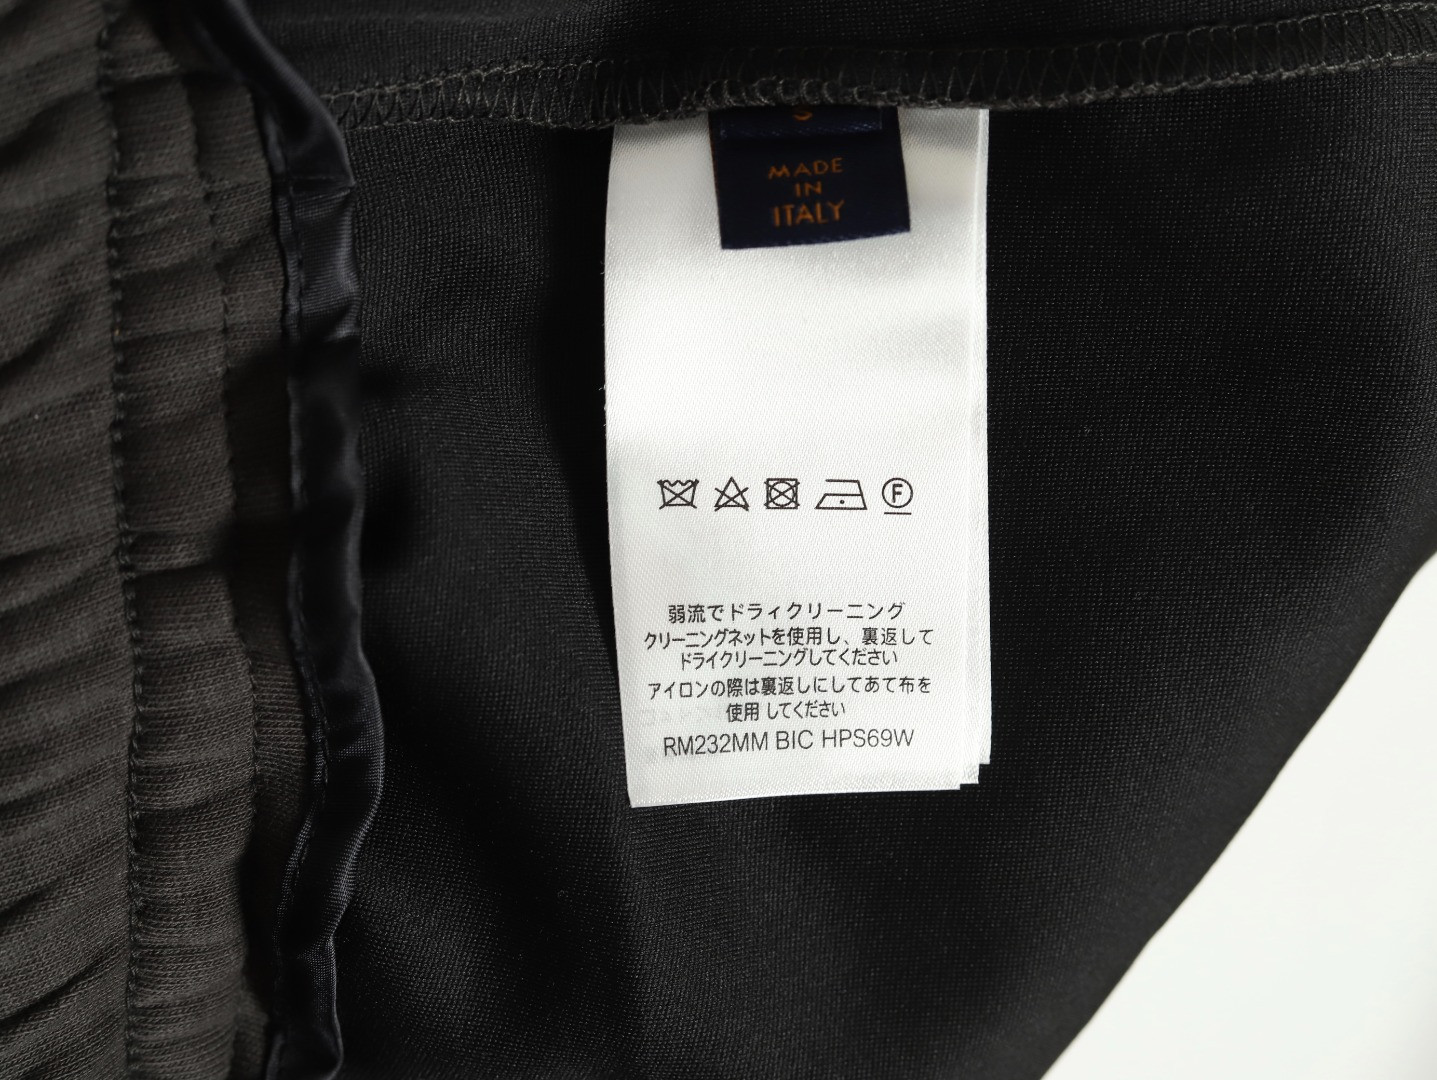 S
MADE
IN
ITALY
F
弱流でドライクリーニング
クリーニングネットを使用し、裏返して
ドライクリーニングしてください
アイロンの際は裏返しにしてあて布を
使用 してください
RM232MM BIC HPS69W